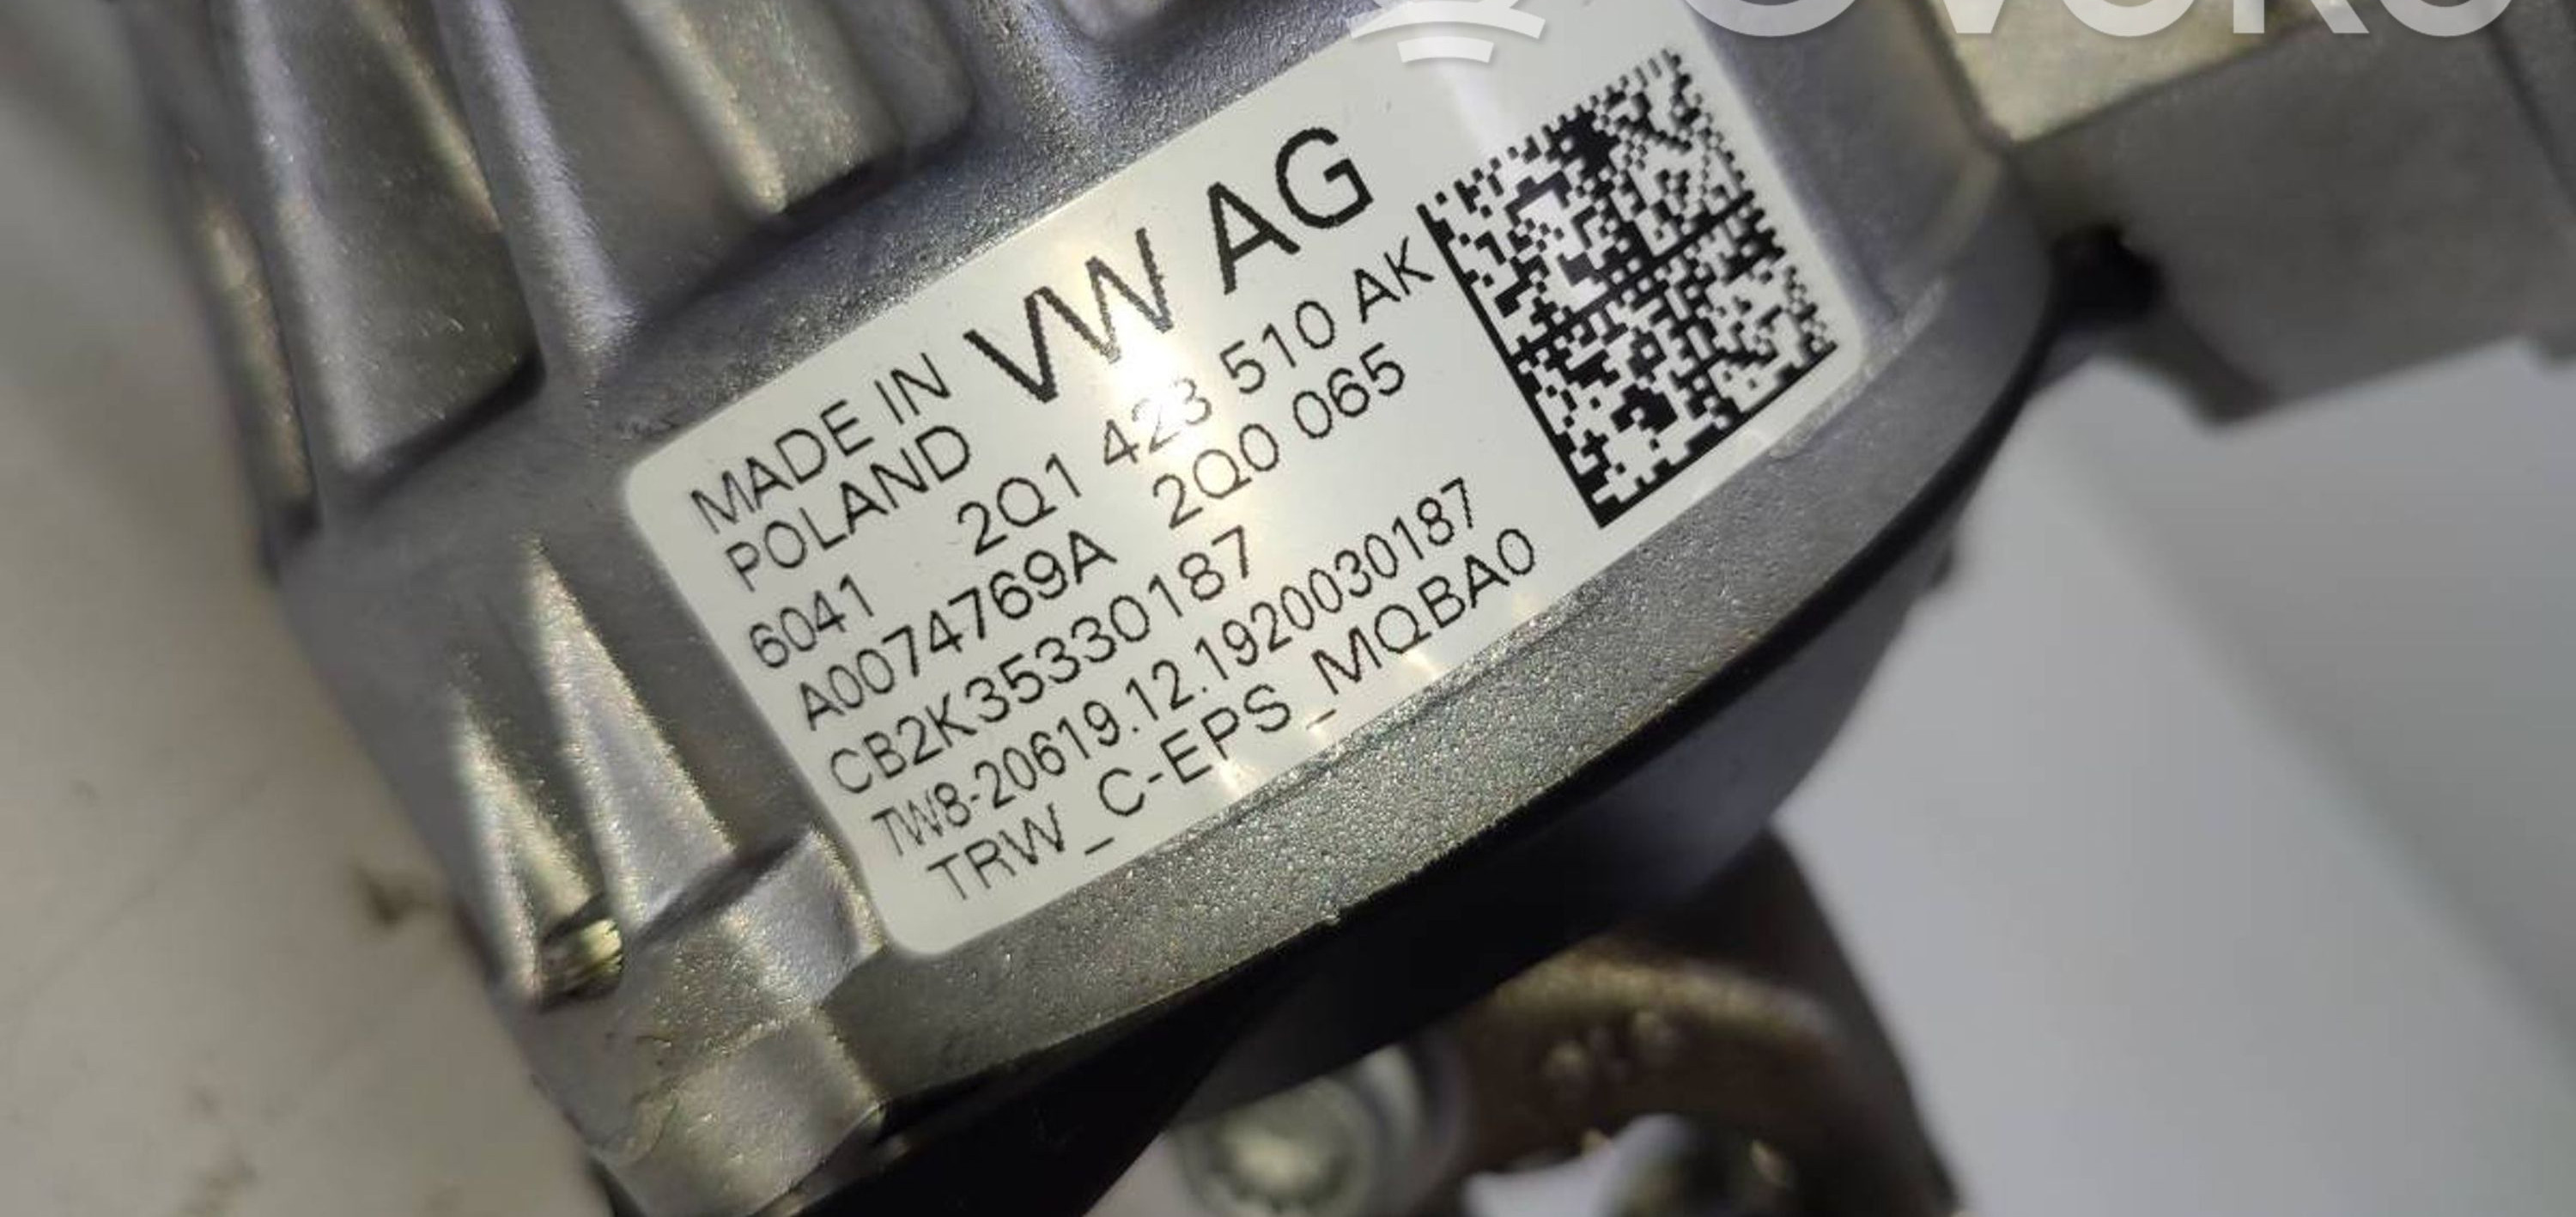 MADE IN
POLAND
VW AG
6041 2Q1 423 510 AK
A0074769A 2Q0 065
CB2K35330187
TW8-20619.12.1920030187
TRW_C-EPS_MQBA0